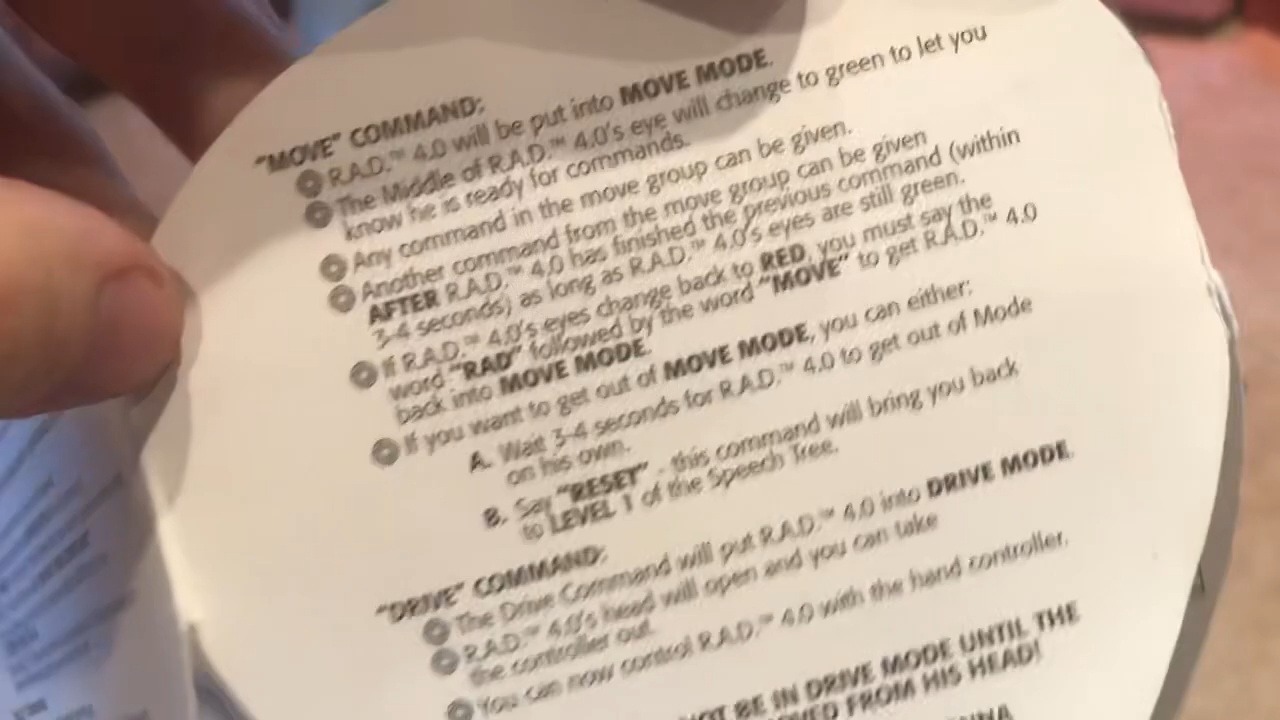 "MOVE" COMMAND:
R.A.D.™ 4.0 will be put into MOVE MODE.
The Middle of R.A.D.™ 4.0's eye will change to green to let you
know he is ready for commands.
Any command in the move group can be given.
Another command from the move group can be given
AFTER R.A.D.™ 4.0 has finished the previous command (within
3-4 seconds) as long as R.A.D.™ 4.0's eyes are still green.
If R.A.D.™ 4.0's eyes change back to RED, you must say the
word "RAD" followed by the word "MOVE" to get R.A.D.™ 4.0
back into MOVE MODE.
If you want to get out of MOVE MODE, you can either:
A. Wait 3-4 seconds for R.A.D.™ 4.0 to get out of Mode
on his own.
B. Say "RESET" - this command will bring you back
to LEVEL 1 of the Speech Tree.
"DRIVE" COMMAND:
The Drive Command will put R.A.D.™ 4.0 into DRIVE MODE.
R.A.D.™ 4.0's head will open and you can take
the controller out.
You can now control R.A.D.™ 4.0 with the hand controller.
BE IN DRIVE MODE UNTIL THE
FROM HIS HEAD!